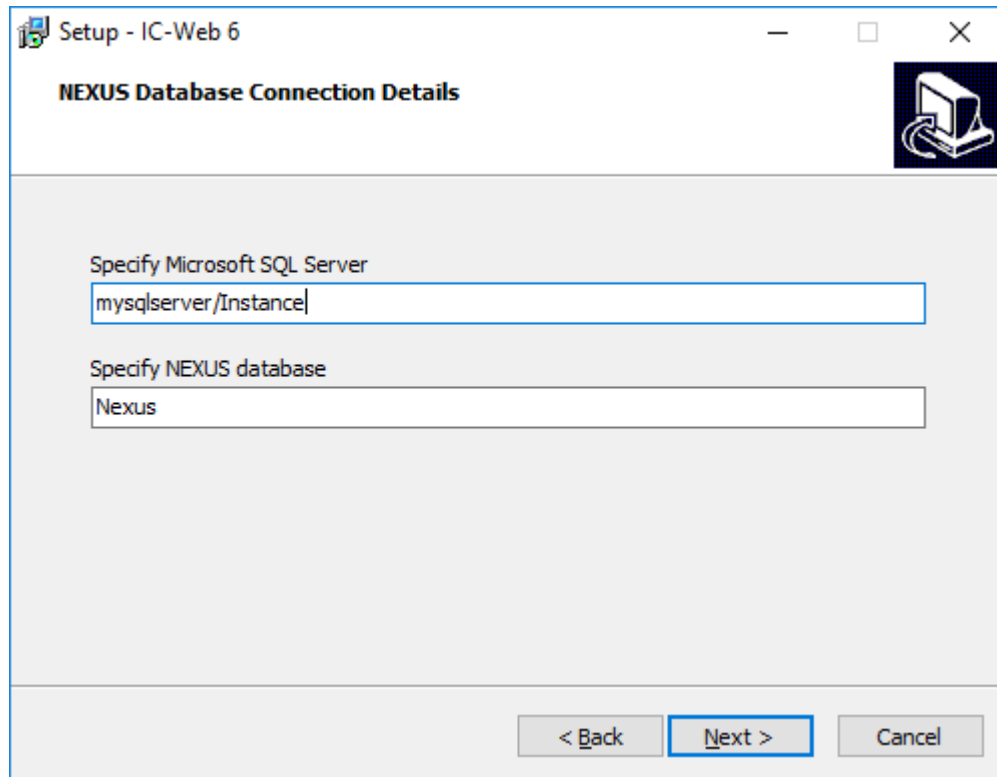 Setup - IC-Web 6
NEXUS Database Connection Details
Specify Microsoft SQL Server
mysqlserver/Instance
Specify NEXUS database
Nexus
< Back
Next >
Cancel